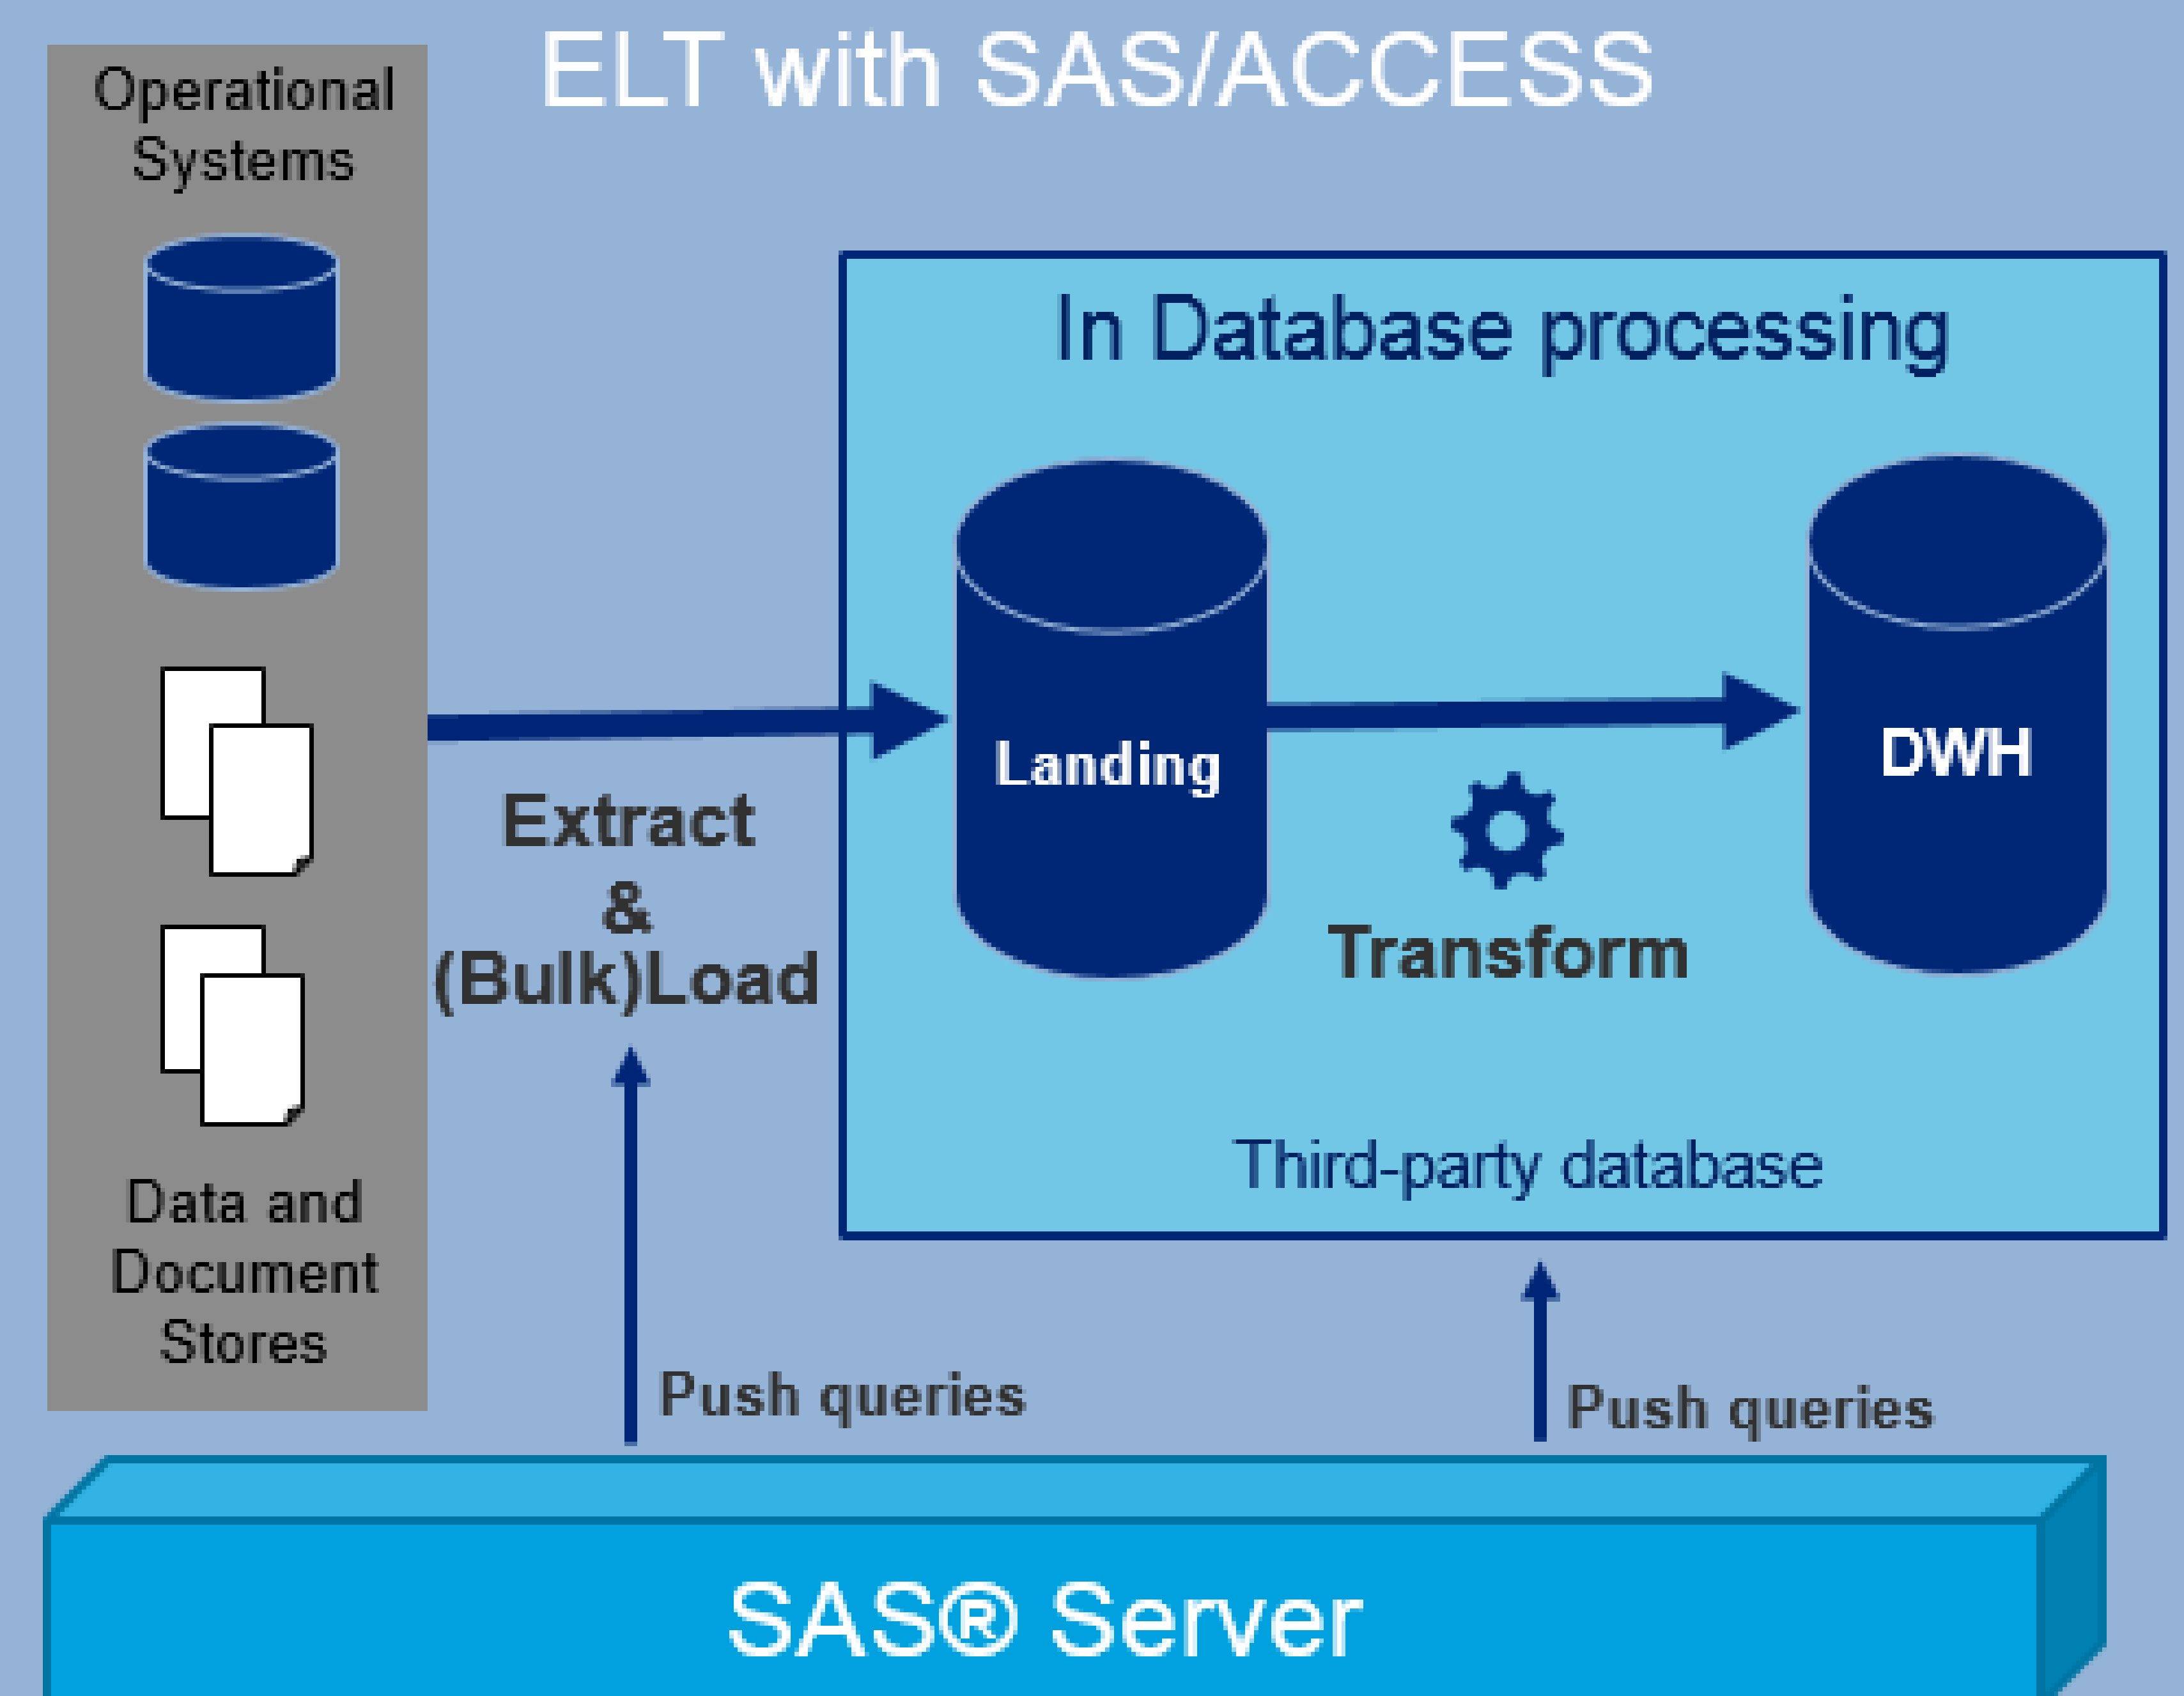 ELT with SAS/ACCESS
Operational
Systems
Data and
Document
Stores
Extract
&
(Bulk)Load
In Database processing
Landing
Transform
DWH
Third-party database
Push queries
Push queries
SAS® Server